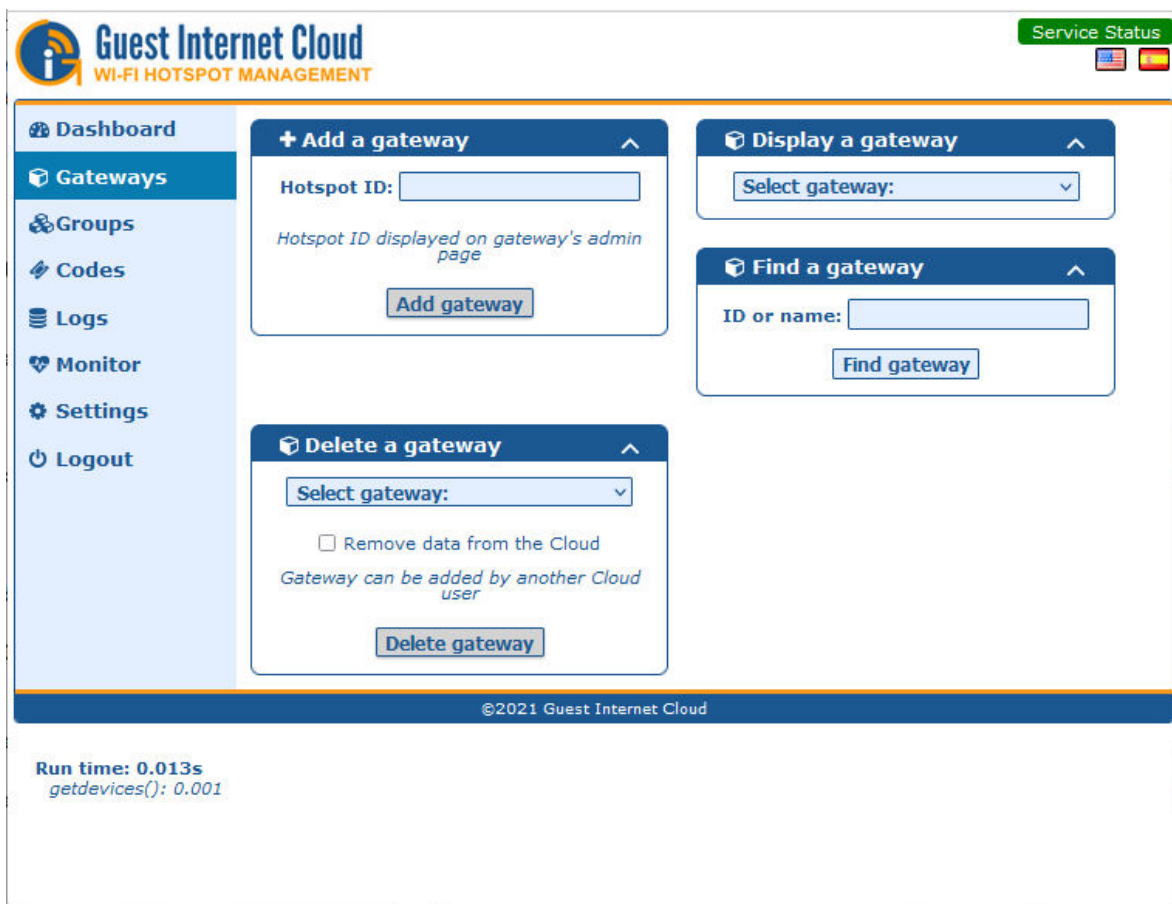 Guest Internet Cloud
WI-FI HOTSPOT MANAGEMENT
Service Status
Dashboard
Gateways
Groups
Codes
Logs
Monitor
Settings
Logout
Add a gateway
Hotspot ID:
Hotspot ID displayed on gateway's admin
page
Add gateway
Display a gateway
Select gateway:
Find a gateway
ID or name:
Find gateway
Delete a gateway
Select gateway:
Remove data from the Cloud
Gateway can be added by another Cloud
user
Delete gateway
©2021 Guest Internet Cloud
Run time: 0.013s
getdevices(): 0.001